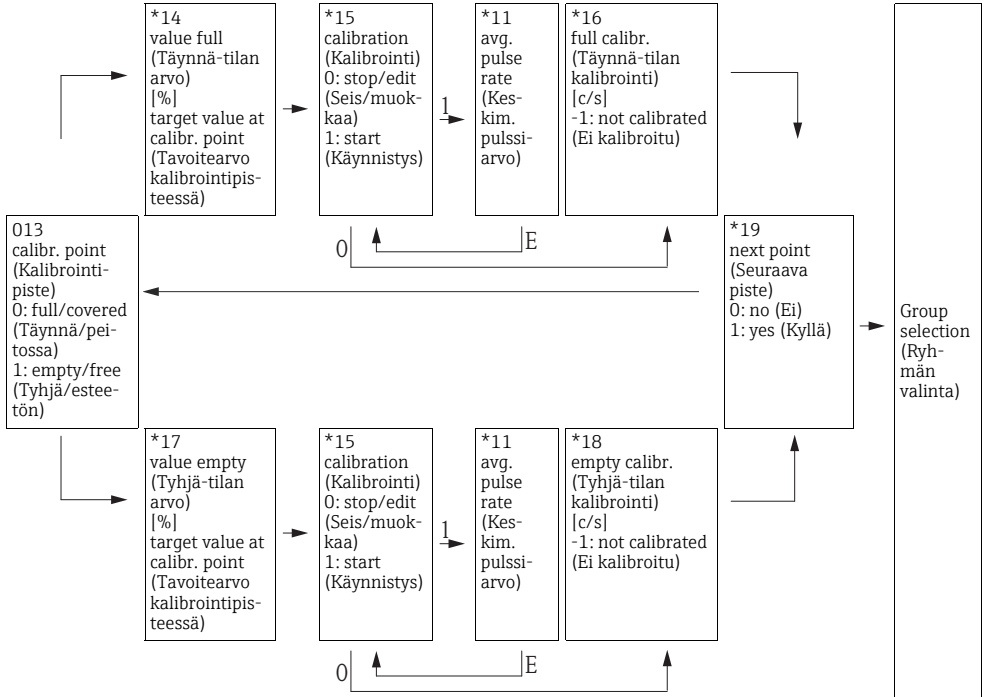 *14
value full
(Täynnä-tilan
arvo)
[%]
target value at
calibr. point
(Tavoitearvo
kalibrointipis-
teessä)
*15
calibration
(Kalibrointi)
0: stop/edit
(Seis/muok-
kaa)
1: start
(Käynnistys)
1
*11
avg.
pulse
rate
(Kes-
kim.
pulssi-
arvo)
*16
full calibr.
(Täynnä-tilan
kalibrointi)
[c/s]
-1: not calibrated
(Ei kalibroitu)
0
E
013
calibr. point
(Kalibrointi-
piste)
0: full/covered
(Täynnä/pei-
tossa)
1: empty/free
(Tyhjä/estee-
tön)
*19
next point
(Seuraava
piste)
0: no (Ei)
1: yes (Kyllä)
Group
selection
(Ryh-
män
valinta)
*17
value empty
(Tyhjä-tilan
arvo)
[%]
target value at
calibr. point
(Tavoitearvo
kalibrointipis-
teessä)
*15
calibration
(Kalibrointi)
0: stop/edit
(Seis/muok-
kaa)
1: start
(Käynnistys)
1
*11
avg.
pulse
rate
(Kes-
kim.
pulssi-
arvo)
*18
empty calibr.
(Tyhjä-tilan
kalibrointi)
[c/s]
-1: not calibrated
(Ei kalibroitu)
0
E